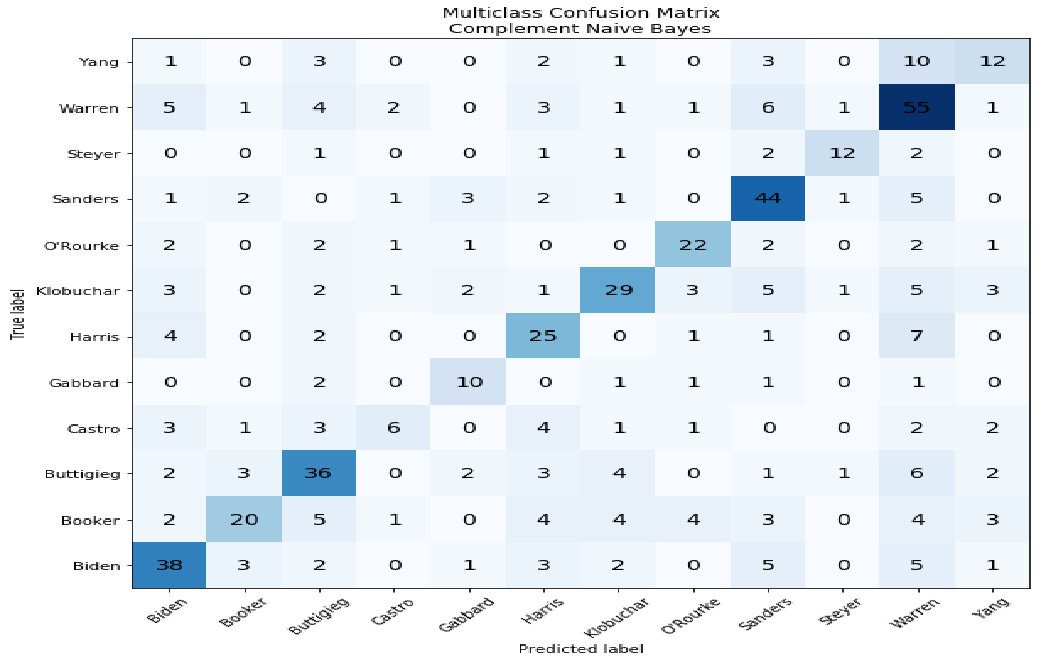 Multiclass Confusion Matrix
Complement Naive Bayes
True label
Yang 1 0 3 0 0 2 1 0 3 0 10 12
Warren 5 1 4 2 0 3 1 1 6 1 55 1
Steyer 0 0 1 0 0 1 1 0 2 12 2 0
Sanders 1 2 0 1 3 2 1 0 44 1 5 0
O'Rourke 2 0 2 1 1 0 0 22 2 0 2 1
Klobuchar 3 0 2 1 2 1 29 3 5 1 5 3
Harris 4 0 2 0 0 25 0 1 1 0 7 0
Gabbard 0 0 2 0 10 0 1 1 1 0 1 0
Castro 3 1 3 6 0 4 1 1 0 0 2 2
Buttigieg 2 3 36 0 2 3 4 0 1 1 6 2
Booker 2 20 5 1 0 4 4 4 3 0 4 3
Biden 38 3 2 0 1 3 2 0 5 0 5 1
Biden Booker Buttigieg Castro Gabbard Harris Klobuchar O'Rourke Sanders Steyer Warren Yang
Predicted label